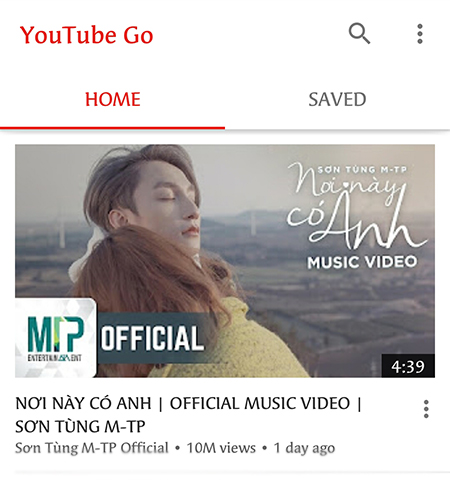 YouTube Go
HOME
SAVED
SƠN TÙNG M-TP
Nơi này
có Anh
MUSIC VIDEO
M-TP
ENTERTAINMENT
OFFICIAL
4:39
NƠI NÀY CÓ ANH | OFFICIAL MUSIC VIDEO |
SƠN TÙNG M-TP
Sơn Tùng M-TP Official • 10M views • 1 day ago